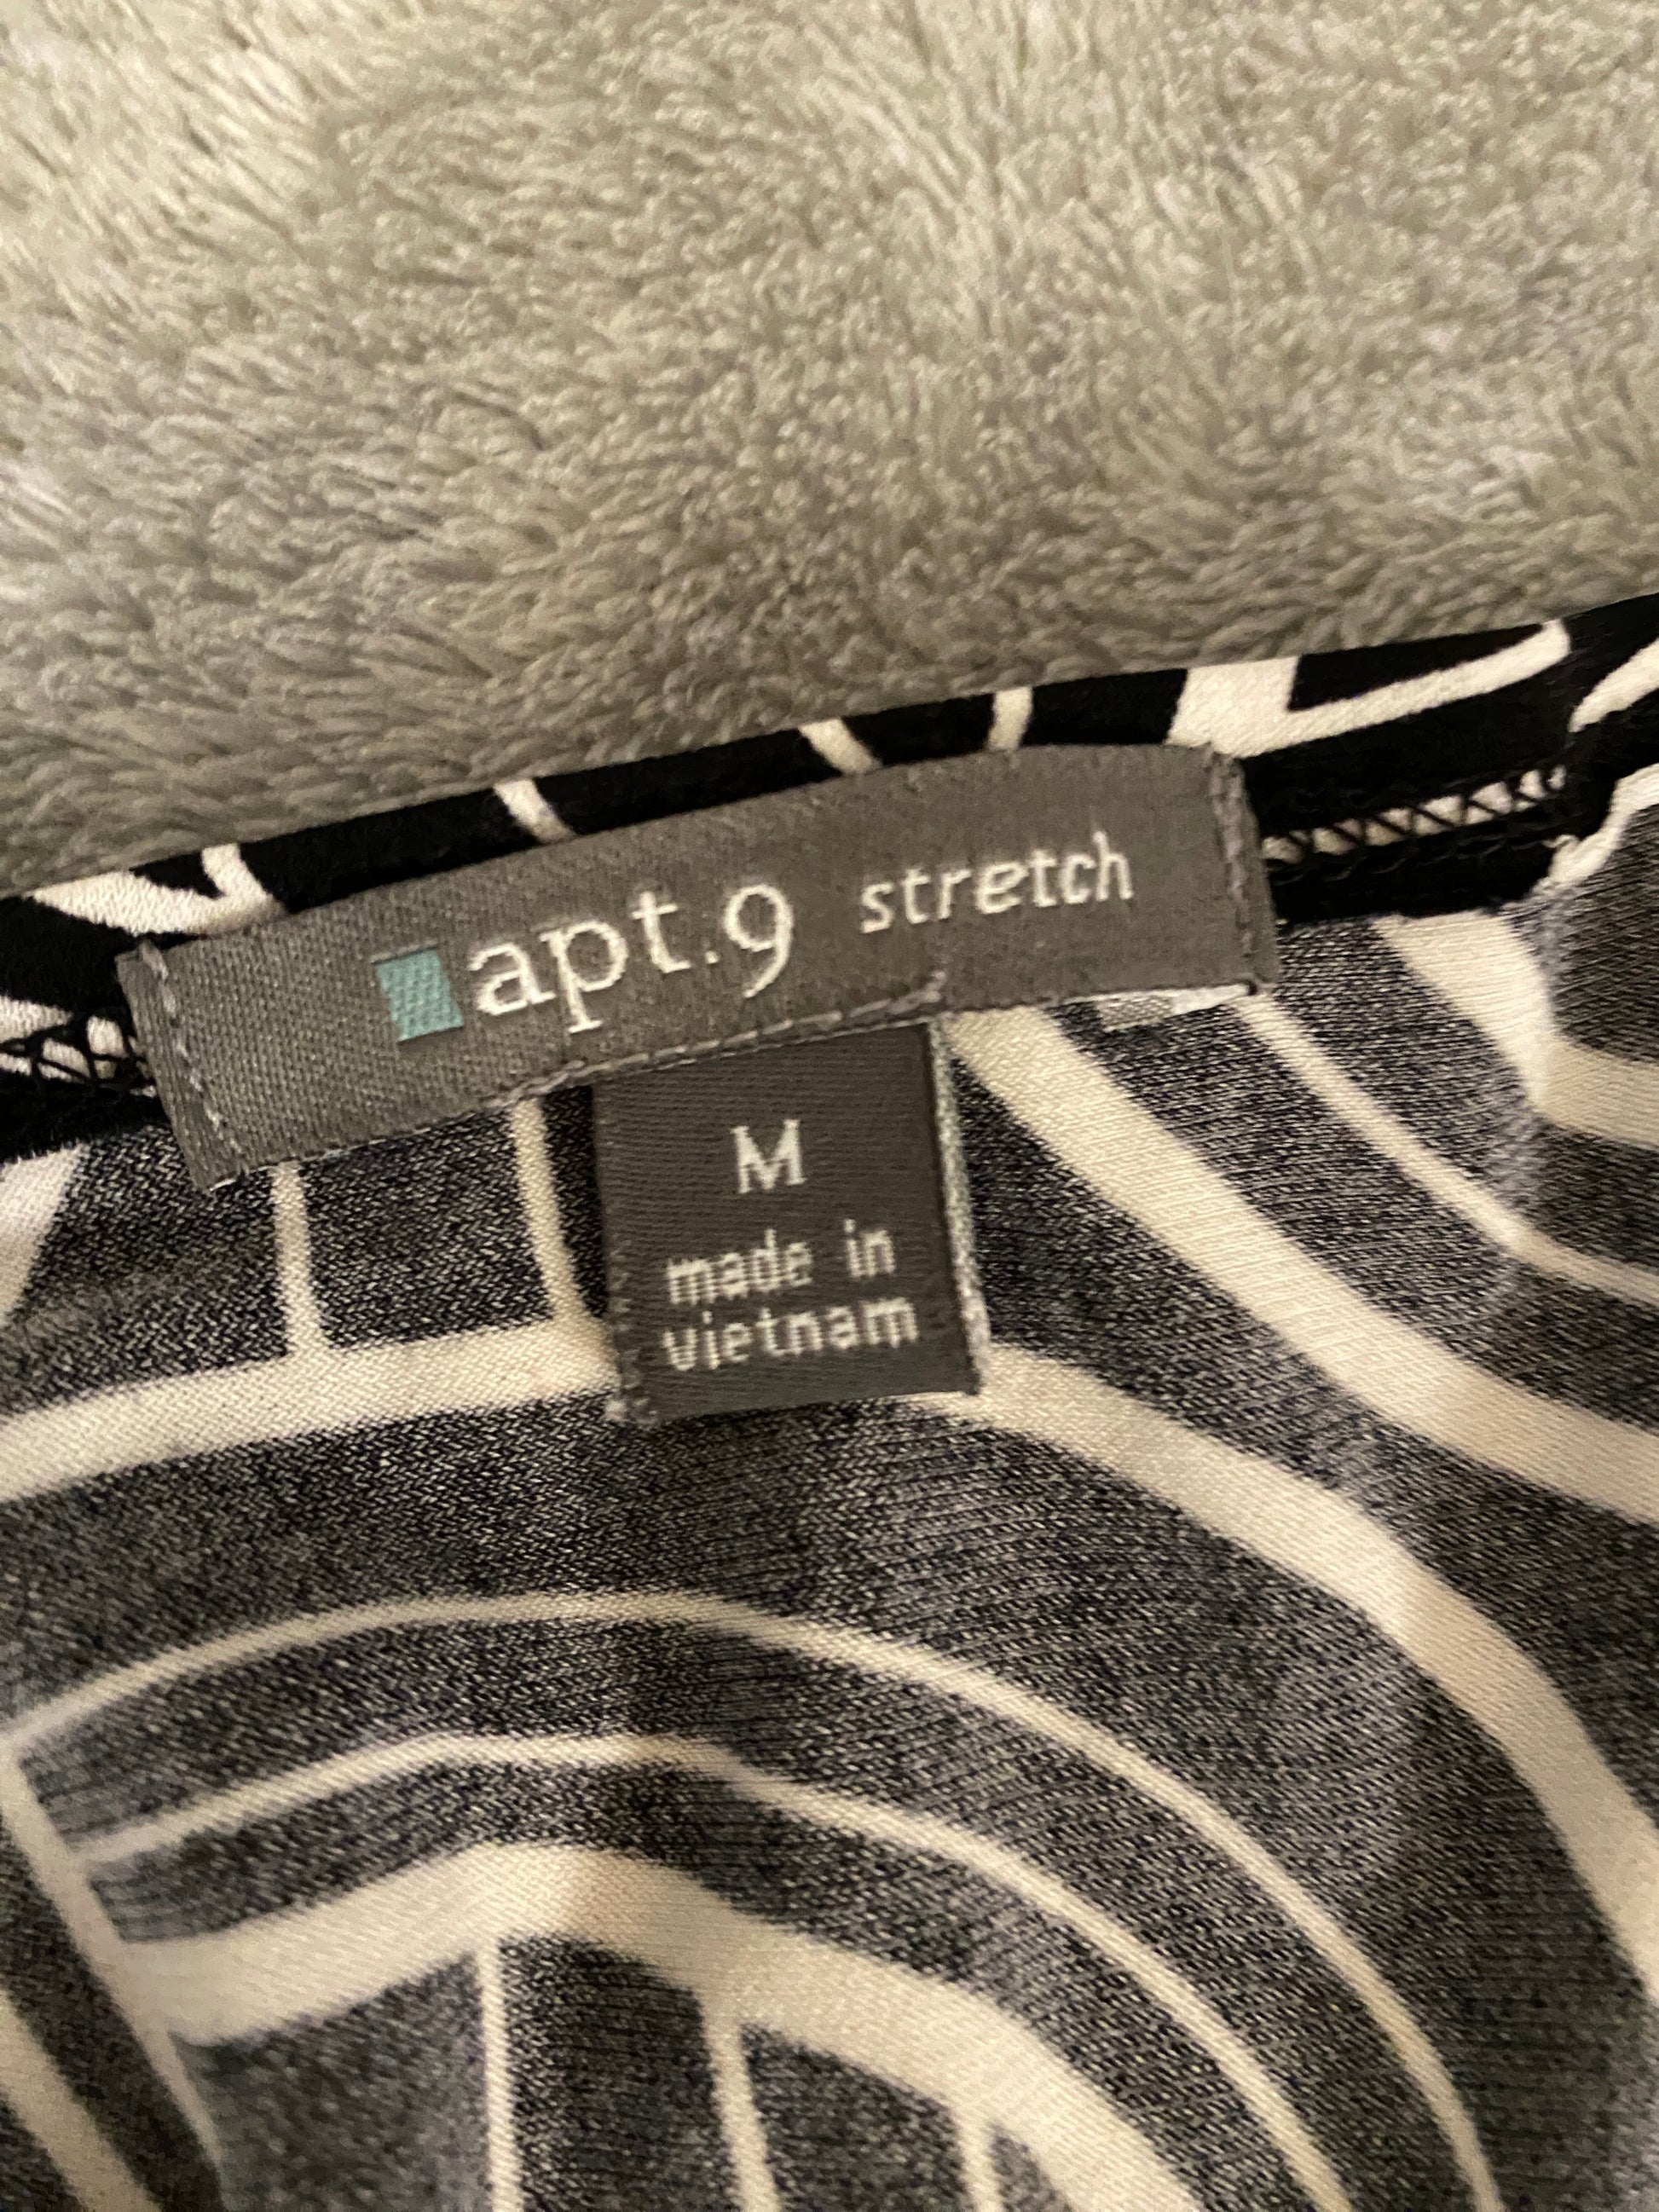 apt.9 stretch
M
made in
vietnam